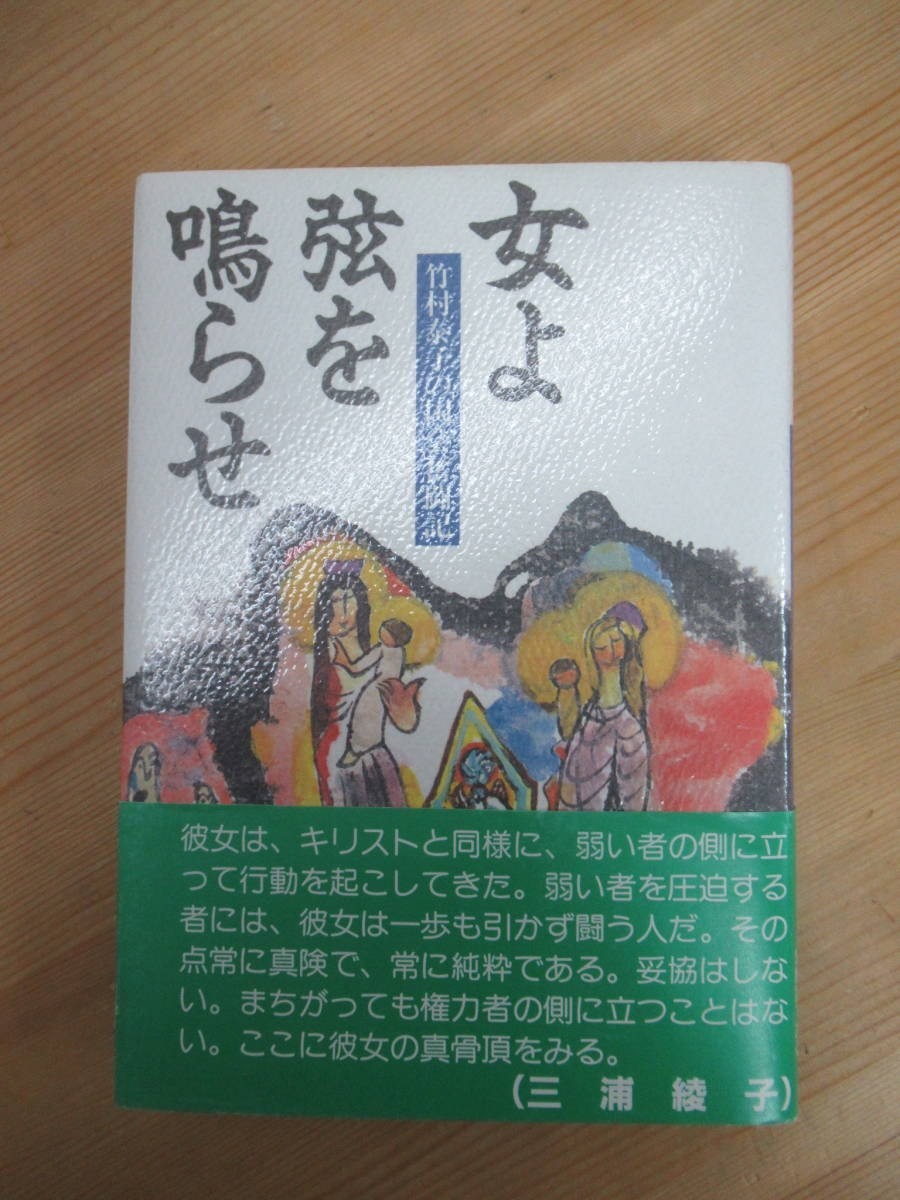 女よ
弦を
鳴らせ
竹村泰子の国会奮闘記
彼女は、キリストと同様に、弱い者の側に立
って行動を起こしてきた。弱い者を圧迫する
者には、彼女は一歩も引かず闘う人だ。その
点常に真険で、常に純粋である。妥協はしな
い。まちがっても権力者の側に立つことはな
い。ここに彼女の真骨頂をみる。
(三浦綾子)